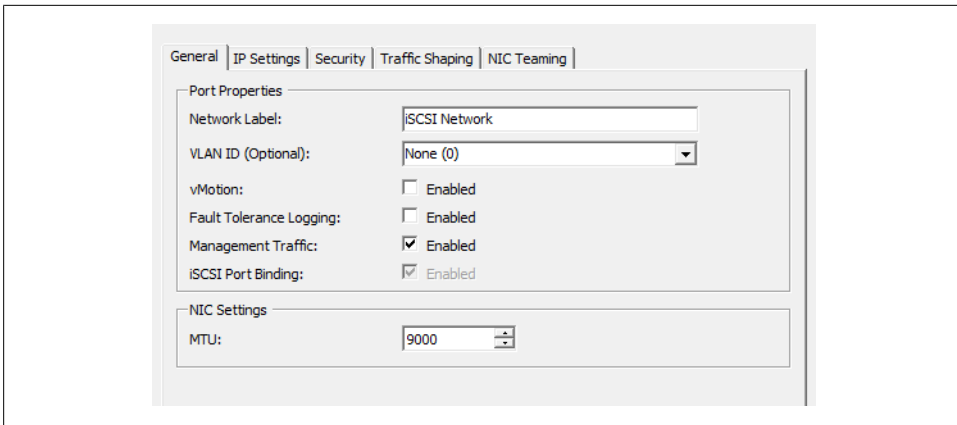 General IP Settings Security Traffic Shaping NIC Teaming
Port Properties
Network Label: iSCSI Network
VLAN ID (Optional): None (0)
vMotion: Enabled
Fault Tolerance Logging: Enabled
Management Traffic: Enabled
iSCSI Port Binding: Enabled
NIC Settings
MTU: 9000